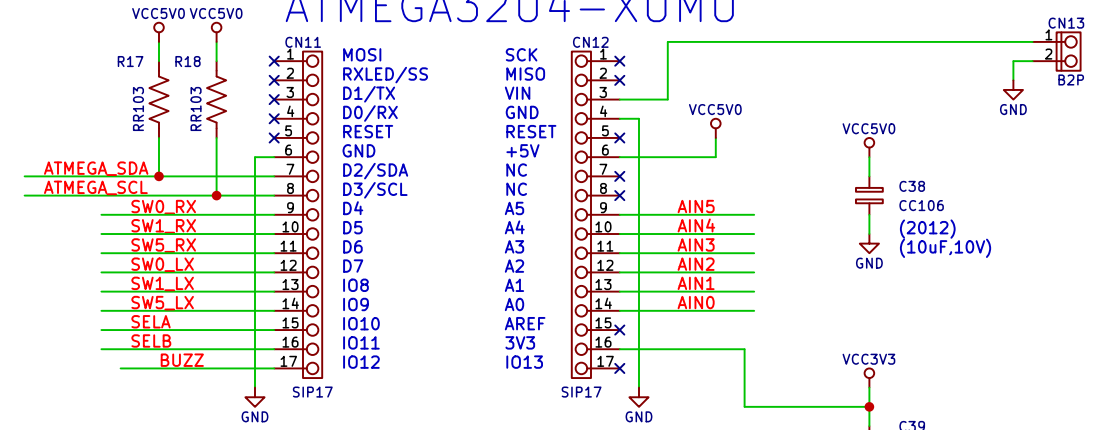 ATMEGA32U4-XUMO
VCC5V0 VCC5V0
R17 R18
RR103 RR103
ATMEGA_SDA
ATMEGA_SCL
SW0_RX
SW1_RX
SW5_RX
SW0_LX
SW1_LX
SW5_LX
SELA
SELB
BUZZ
CN11
1 MOSI
2 RXLED/SS
3 D1/TX
4 D0/RX
5 RESET
6 GND
7 D2/SDA
8 D3/SCL
9 D4
10 D5
11 D6
12 D7
13 IO8
14 IO9
15 IO10
16 IO11
17 IO12
SIP17
GND
CN12
SCK 1
MISO 2
VIN 3
GND 4
RESET 5
+5V 6
NC 7
NC 8
A5 9 AIN5
A4 10 AIN4
A3 11 AIN3
A2 12 AIN2
A1 13 AIN1
A0 14 AIN0
AREF 15
3V3 16
IO13 17
SIP17
GND
VCC5V0
CN13
1
2
B2P
GND
VCC5V0
C38
CC106
(2012)
(10uF,10V)
GND
VCC3V3
C39